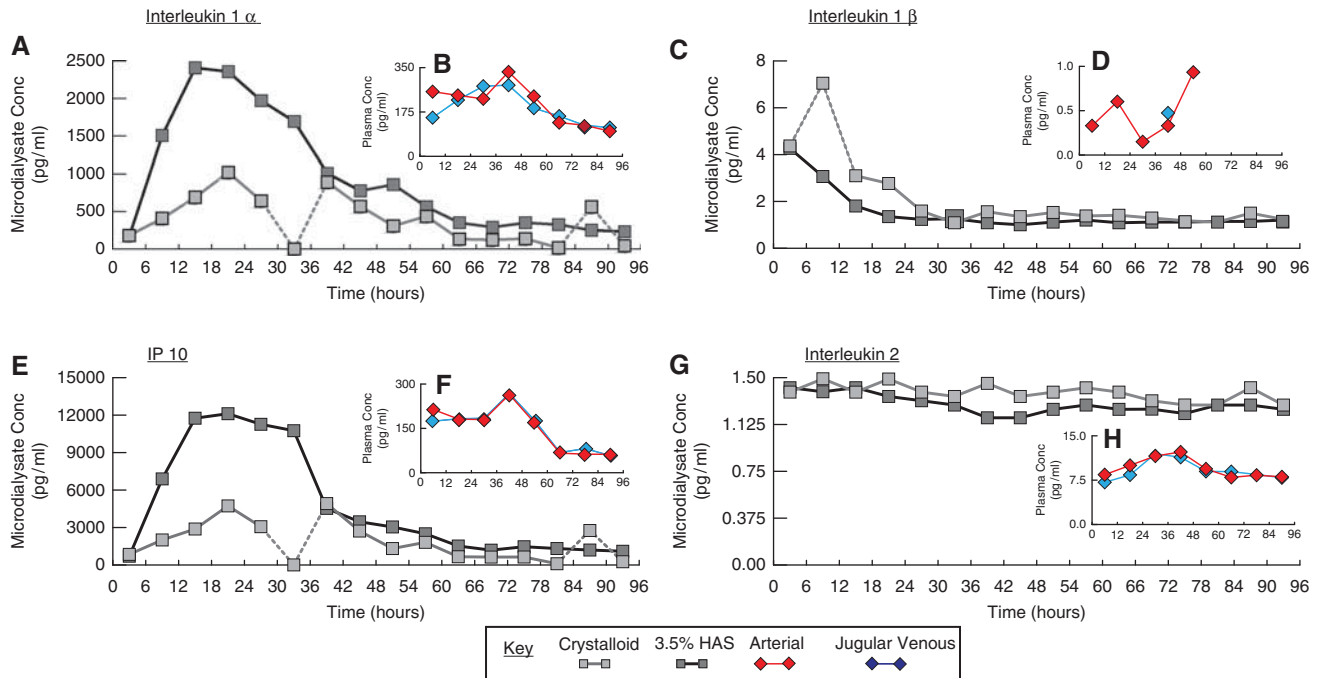 Interleukin 1 α
A
Microdialysate Conc
(pg/ml)
2500
2000
1500
1000
500
0
0 6 12 18 24 30 36 42 48 54 60 66 72 78 84 90 96
Time (hours)
B
Plasma Conc
(pg/ml)
350
175
0
0 12 24 36 48 60 72 84 96
Interleukin 1 β
C
Microdialysate Conc
(pg/ml)
8
6
4
2
0
0 6 12 18 24 30 36 42 48 54 60 66 72 78 84 90 96
Time (hours)
D
Plasma Conc
(pg/ml)
1.0
0.5
0.0
0 12 24 36 48 60 72 84 96
IP 10
E
Microdialysate Conc
(pg/ml)
15000
12000
9000
6000
3000
0
0 6 12 18 24 30 36 42 48 54 60 66 72 78 84 90 96
Time (hours)
F
Plasma Conc
(pg/ml)
300
150
0
0 12 24 36 48 60 72 84 96
Interleukin 2
G
Microdialysate Conc
(pg/ml)
1.50
1.125
0.75
0.375
0.00
0 6 12 18 24 30 36 42 48 54 60 66 72 78 84 90 96
Time (hours)
H
Plasma Conc
(pg/ml)
15.0
7.5
0.0
0 12 24 36 48 60 72 84 96
Key Crystalloid 3.5% HAS Arterial Jugular Venous